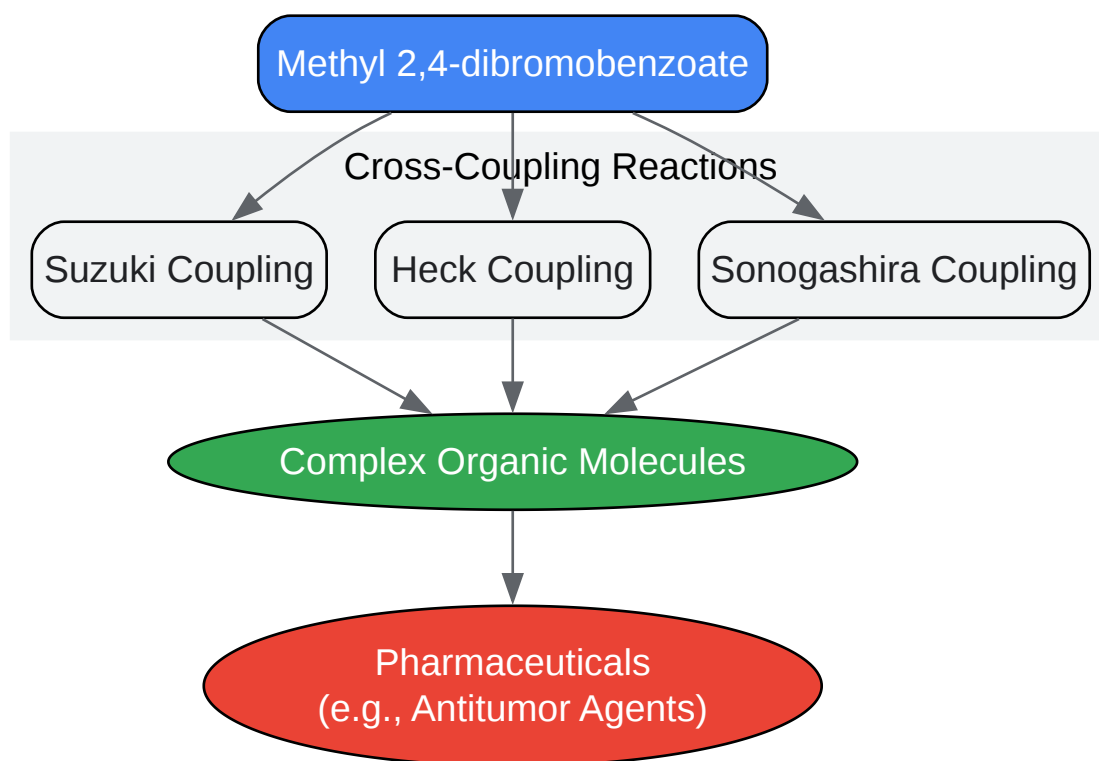 Methyl 2,4-dibromobenzoate
Cross-Coupling Reactions
Suzuki Coupling
Heck Coupling
Sonogashira Coupling
Complex Organic Molecules
Pharmaceuticals
(e.g., Antitumor Agents)